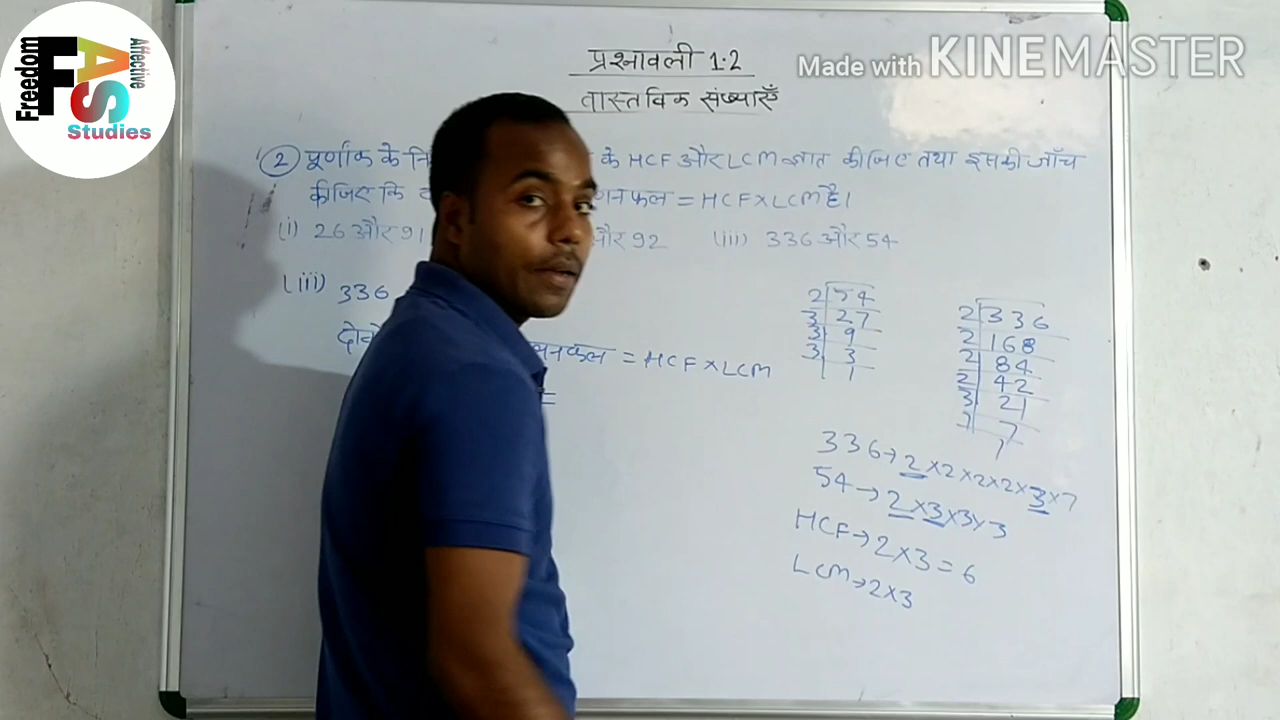 Freedom
FAS
Affective
Studies
Made with KINEMASTER
प्रश्नावली 1.2
वास्तविक संख्याएँ
② पूर्णांक के के HCF और LCM ज्ञात कीजिए तथा इसकी जाँच
कीजिए कि = HCF × LCM है।
(i) 26 और 91 और 92 (iii) 336 और 54
(iii) 336
= HCF × LCM
=
2 54
3 27
3 9
3 3
1
2 336
2 168
2 84
2 42
3 21
7 7
1
336 → 2×2×2×2×3×7
54 → 2×3×3×3
HCF → 2×3 = 6
LCM → 2×3